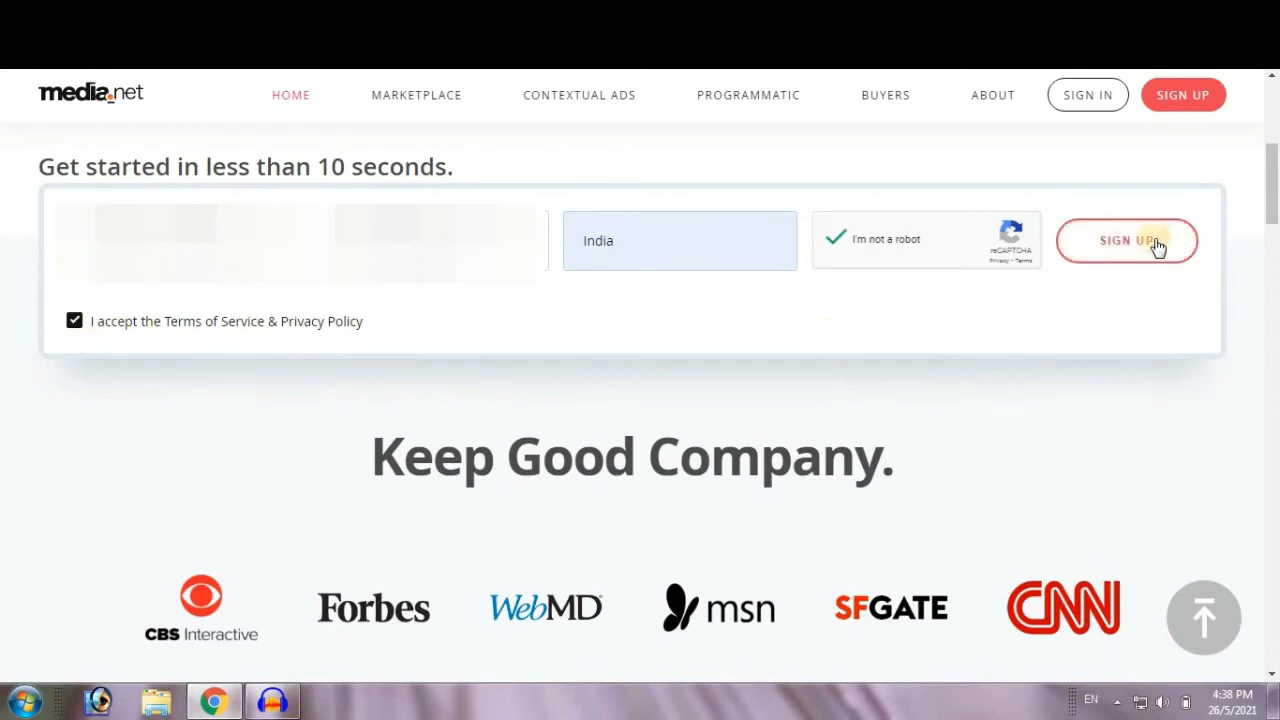 media.net HOME MARKETPLACE CONTEXTUAL ADS PROGRAMMATIC BUYERS ABOUT SIGN IN SIGN UP
Get started in less than 10 seconds.
India I'm not a robot SIGN UP
reCAPTCHA
Privacy - Terms
I accept the Terms of Service & Privacy Policy
Keep Good Company.
CBS Interactive Forbes WebMD msn SFGATE CNN
EN 4:38 PM
26/5/2021